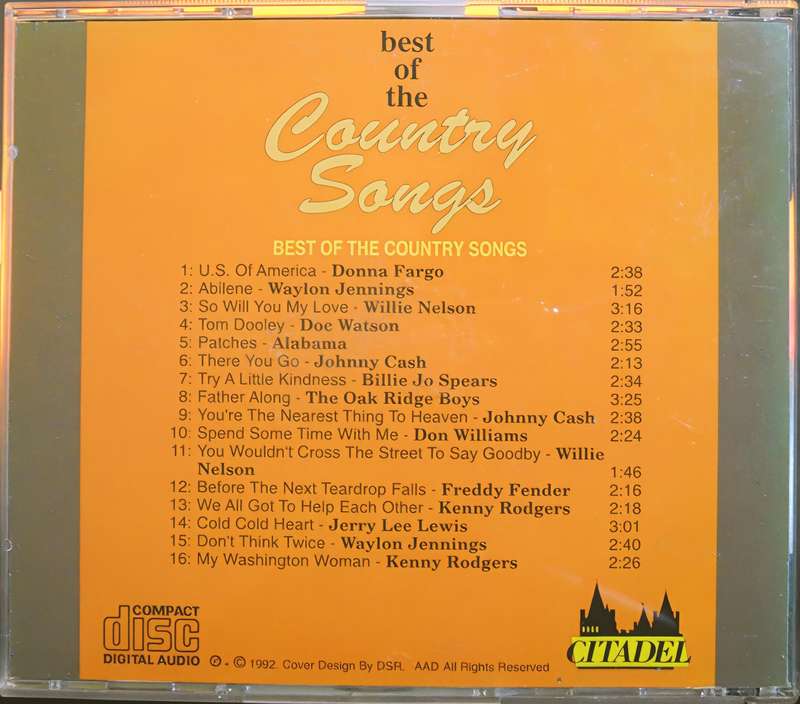 best
of
the
Country
Songs
BEST OF THE COUNTRY SONGS
1: U.S. Of America - Donna Fargo 2:38
2: Abilene - Waylon Jennings 1:52
3: So Will You My Love - Willie Nelson 3:16
4: Tom Dooley - Doc Watson 2:33
5: Patches - Alabama 2:55
6: There You Go - Johnny Cash 2:13
7: Try A Little Kindness - Billie Jo Spears 2:34
8: Father Along - The Oak Ridge Boys 3:25
9: You're The Nearest Thing To Heaven - Johnny Cash 2:38
10: Spend Some Time With Me - Don Williams 2:24
11: You Wouldn't Cross The Street To Say Goodby - Willie
Nelson 1:46
12: Before The Next Teardrop Falls - Freddy Fender 2:16
13: We All Got To Help Each Other - Kenny Rodgers 2:18
14: Cold Cold Heart - Jerry Lee Lewis 3:01
15: Don't Think Twice - Waylon Jennings 2:40
16: My Washington Woman - Kenny Rodgers 2:26
COMPACT
disc
DIGITAL AUDIO
℗ • © 1992. Cover Design By DSR. AAD All Rights Reserved
CITADEL